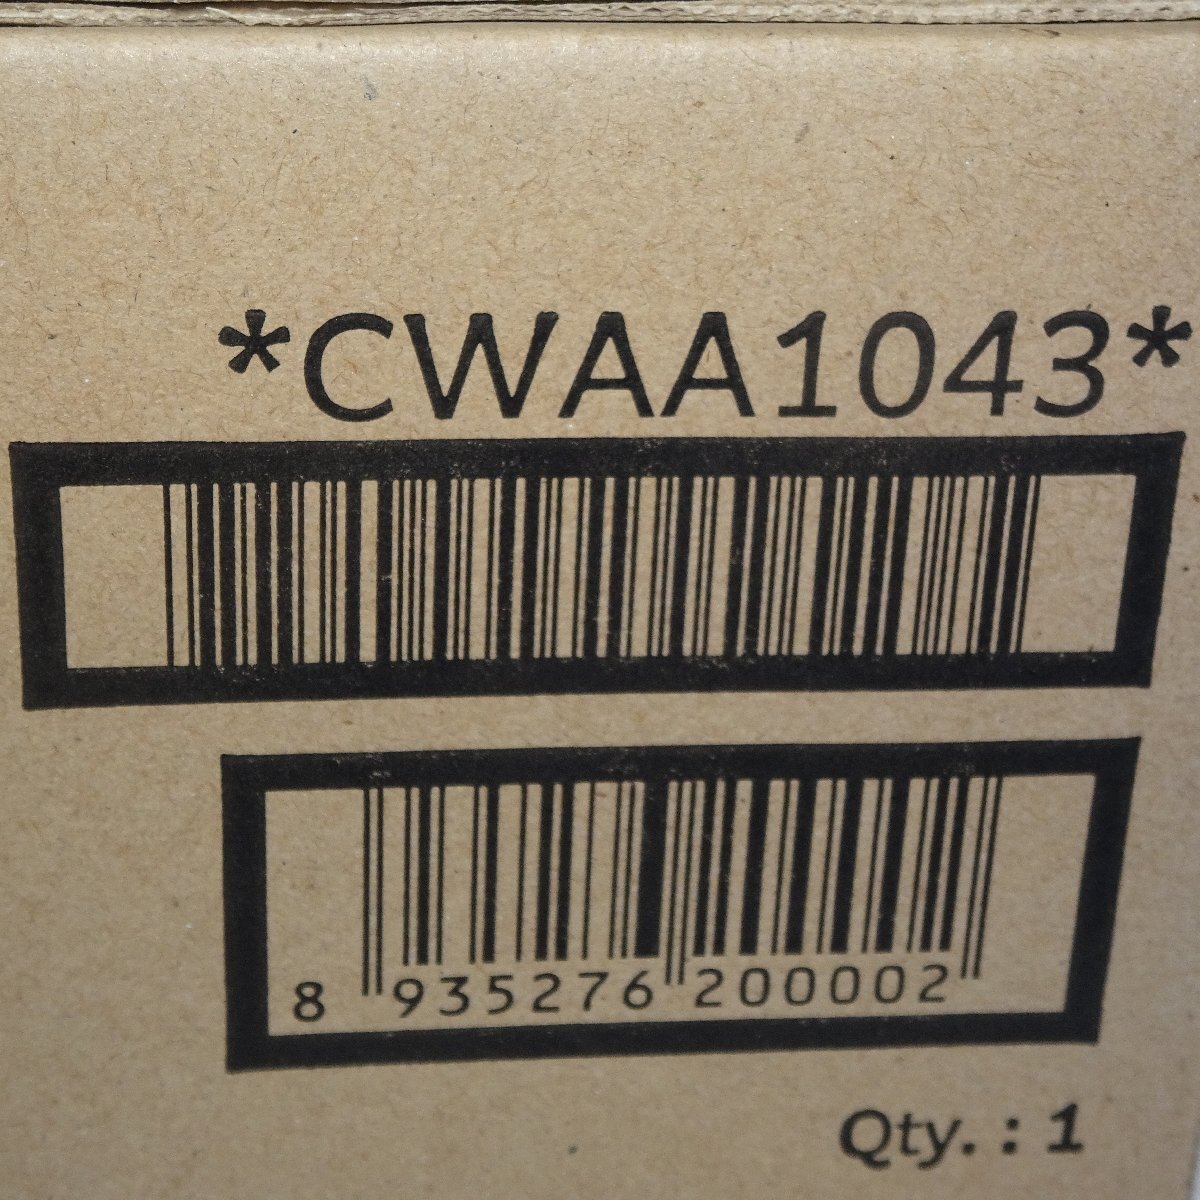 *CWAA1043*
8 935276 200002
Qty. : 1